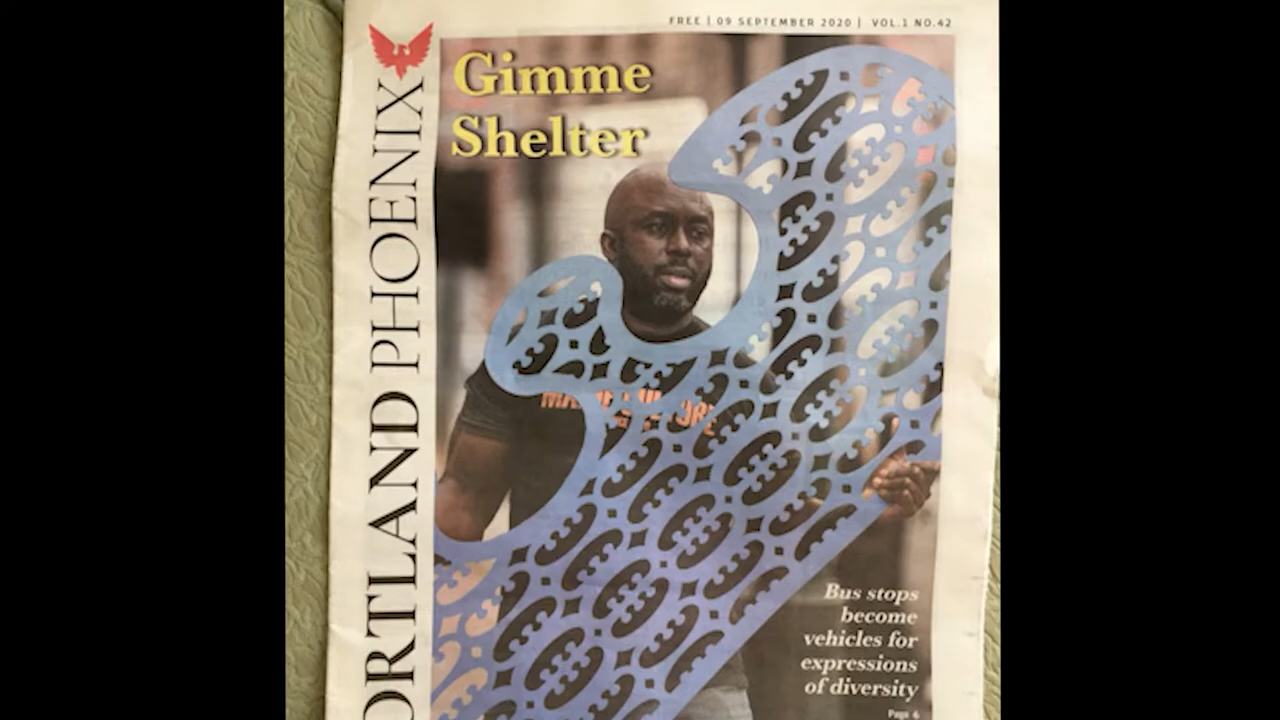 FREE | 09 SEPTEMBER 2020 | VOL.1 NO.42
ORTLAND PHOENIX
Gimme
Shelter
Bus stops
become
vehicles for
expressions
of diversity
Page 6